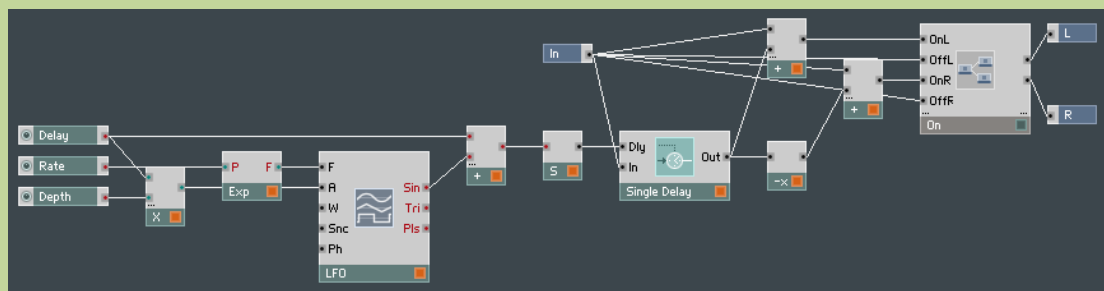 Delay
Rate
Depth
X
P F
Exp
F
A
W
Snc
Ph
Sin
Tri
Pls
LFO
...
+
S
In
Dly
In
Out
Single Delay
-x
...
+
...
+
OnL
OffL
OnR
OffR
... ...
On
L
R